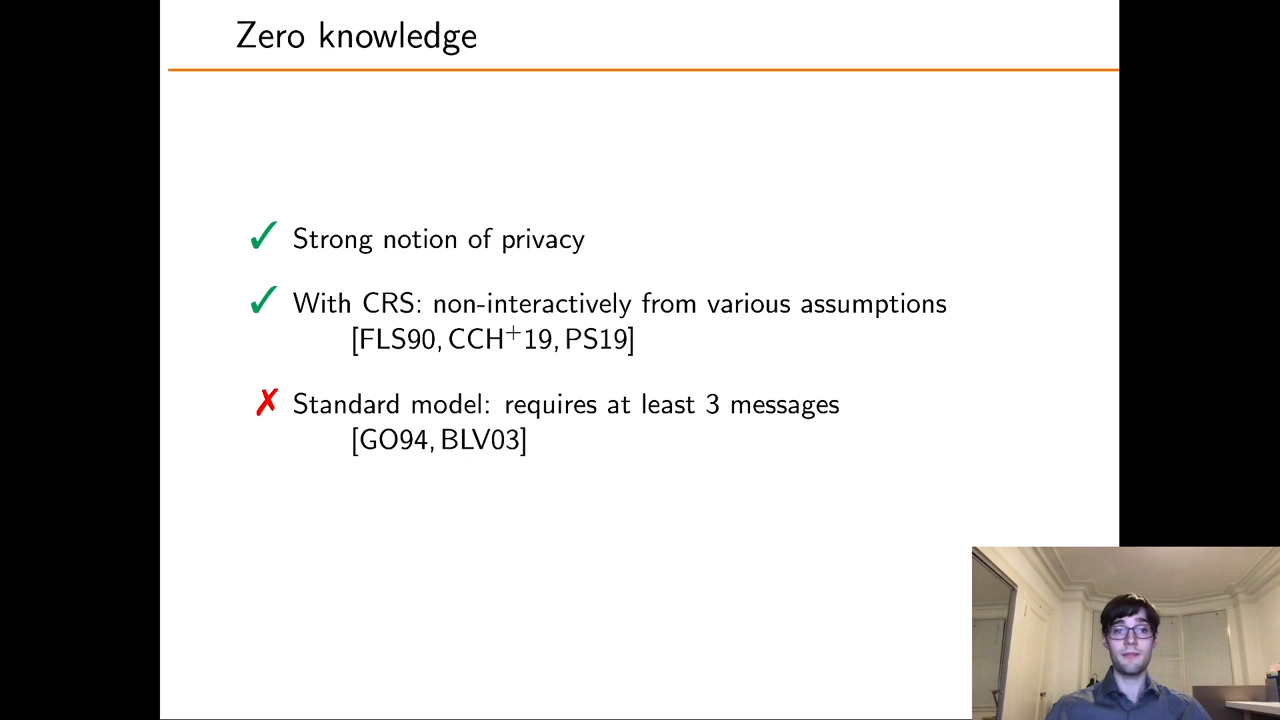 Zero knowledge
✓ Strong notion of privacy
✓ With CRS: non-interactively from various assumptions
[FLS90, CCH+19, PS19]
✗ Standard model: requires at least 3 messages
[GO94, BLV03]